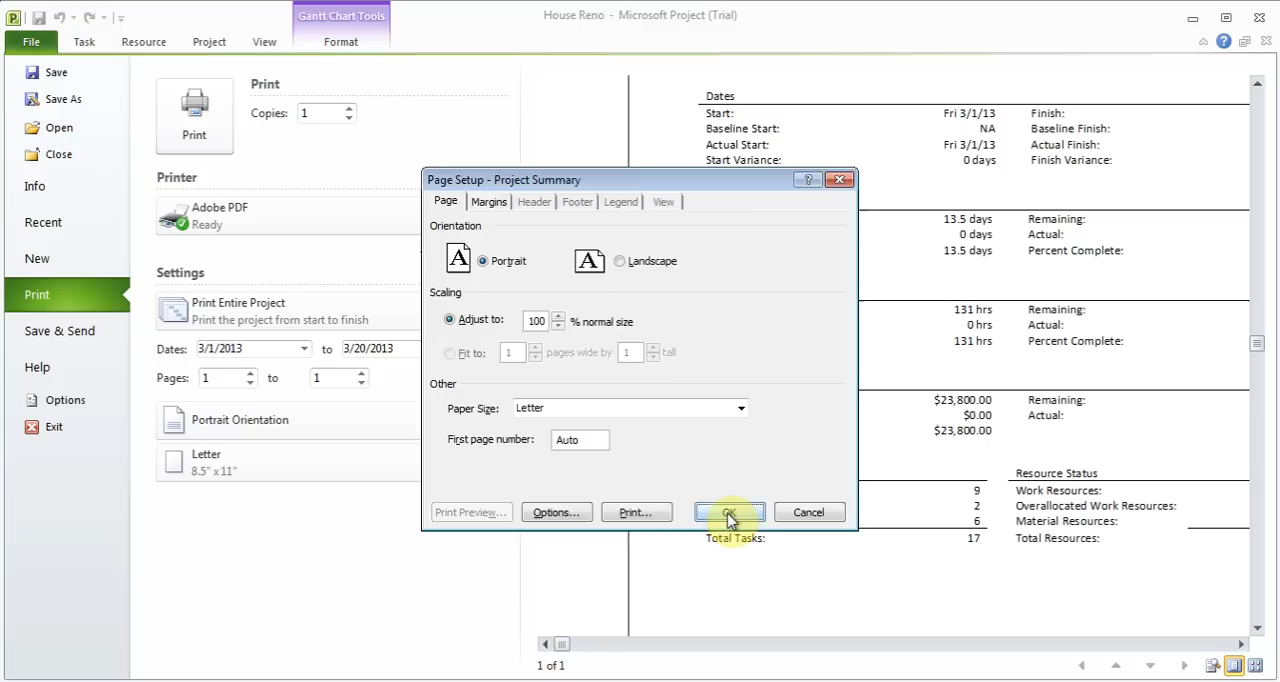 Gantt Chart Tools
House Reno - Microsoft Project (Trial)
File Task Resource Project View Format
Save
Save As
Open
Close
Info
Recent
New
Print
Save & Send
Help
Options
Exit
Print
Print
Copies: 1
Printer
Adobe PDF
Ready
Settings
Print Entire Project
Print the project from start to finish
Dates: 3/1/2013 to 3/20/2013
Pages: 1 to 1
Portrait Orientation
Letter
8.5" x 11"
Dates
Start: Fri 3/1/13 Finish:
Baseline Start: NA Baseline Finish:
Actual Start: Fri 3/1/13 Actual Finish:
Start Variance: 0 days Finish Variance:
Page Setup - Project Summary
Page Margins Header Footer Legend View
Orientation
A Portrait A Landscape
Scaling
Adjust to: 100 % normal size
Fit to: 1 pages wide by 1 tall
Other
Paper Size: Letter
First page number: Auto
Print Preview... Options... Print... OK Cancel
13.5 days Remaining:
0 days Actual:
13.5 days Percent Complete:
131 hrs Remaining:
0 hrs Actual:
131 hrs Percent Complete:
$23,800.00 Remaining:
$0.00 Actual:
$23,800.00
Resource Status
9 Work Resources:
2 Overallocated Work Resources:
6 Material Resources:
Total Tasks: 17 Total Resources:
1 of 1